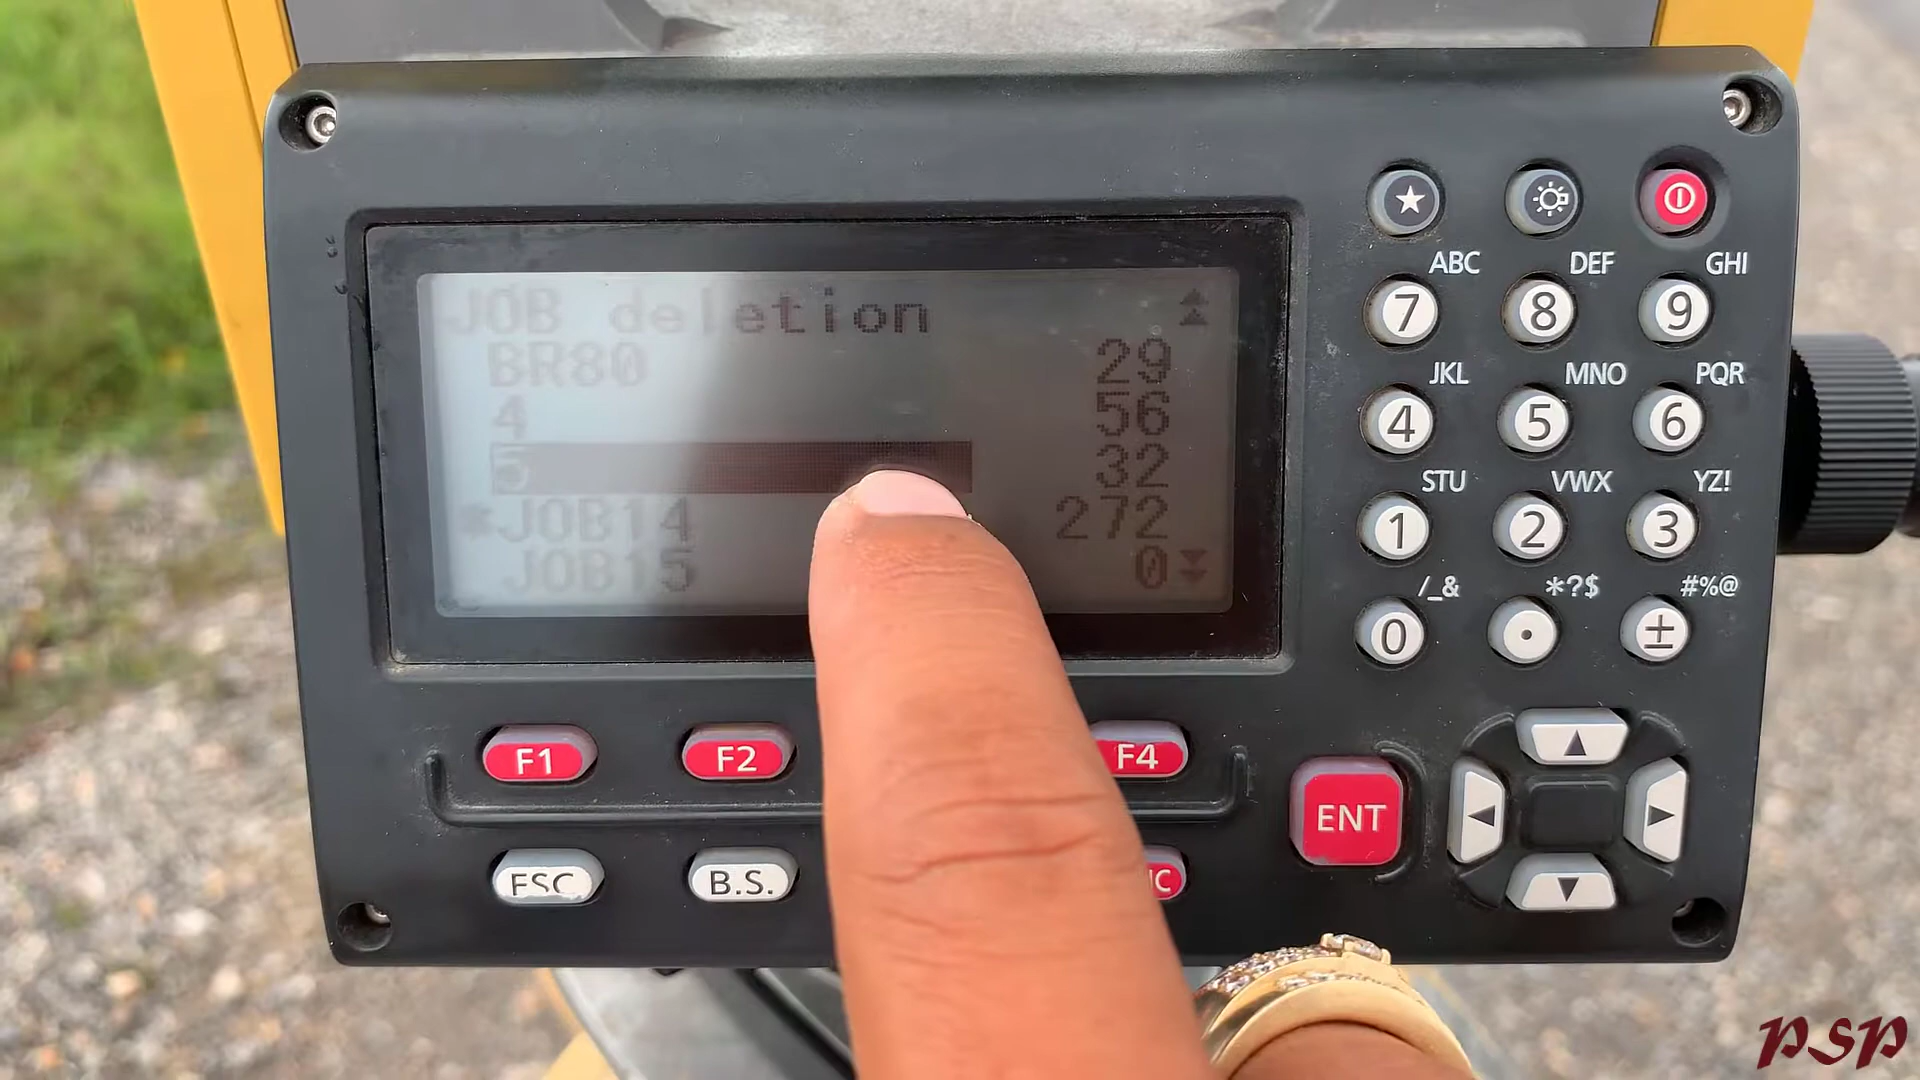 JOB deletion
BR80 29
4 56
5 32
*JOB14 272
JOB15 0
ABC DEF GHI
7 8 9
JKL MNO PQR
4 5 6
STU VWX YZ!
1 2 3
/_& *?$ #%@
0 • ±
F1 F2 F4
ENT
ESC B.S.
PSP